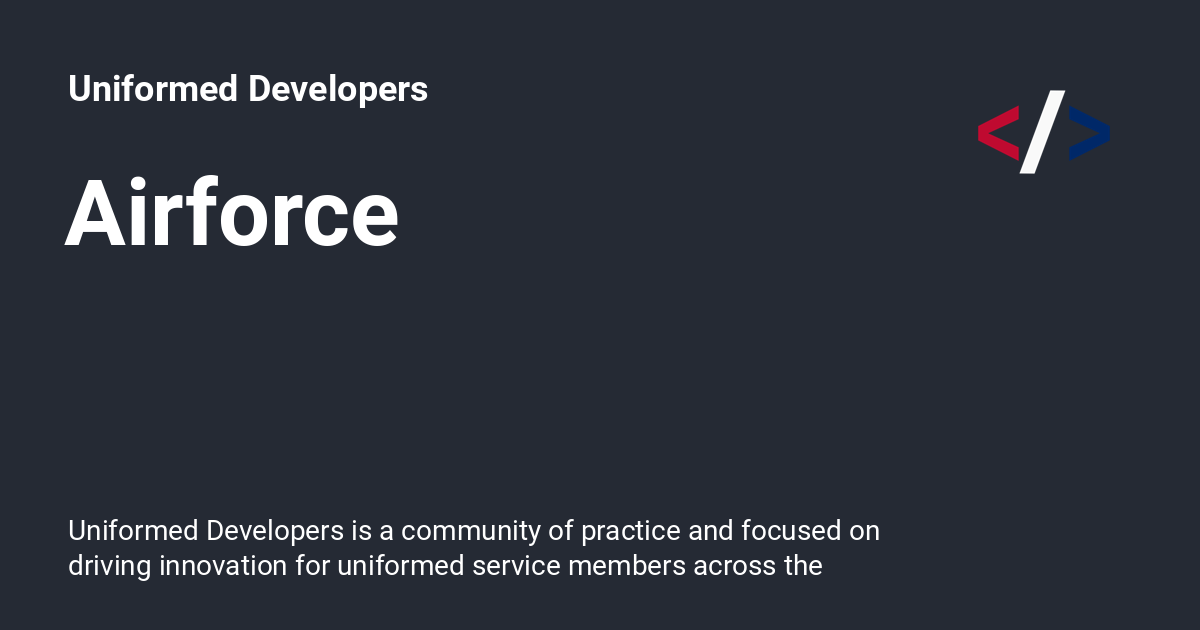 Uniformed Developers
</>
Airforce
Uniformed Developers is a community of practice and focused on
driving innovation for uniformed service members across the